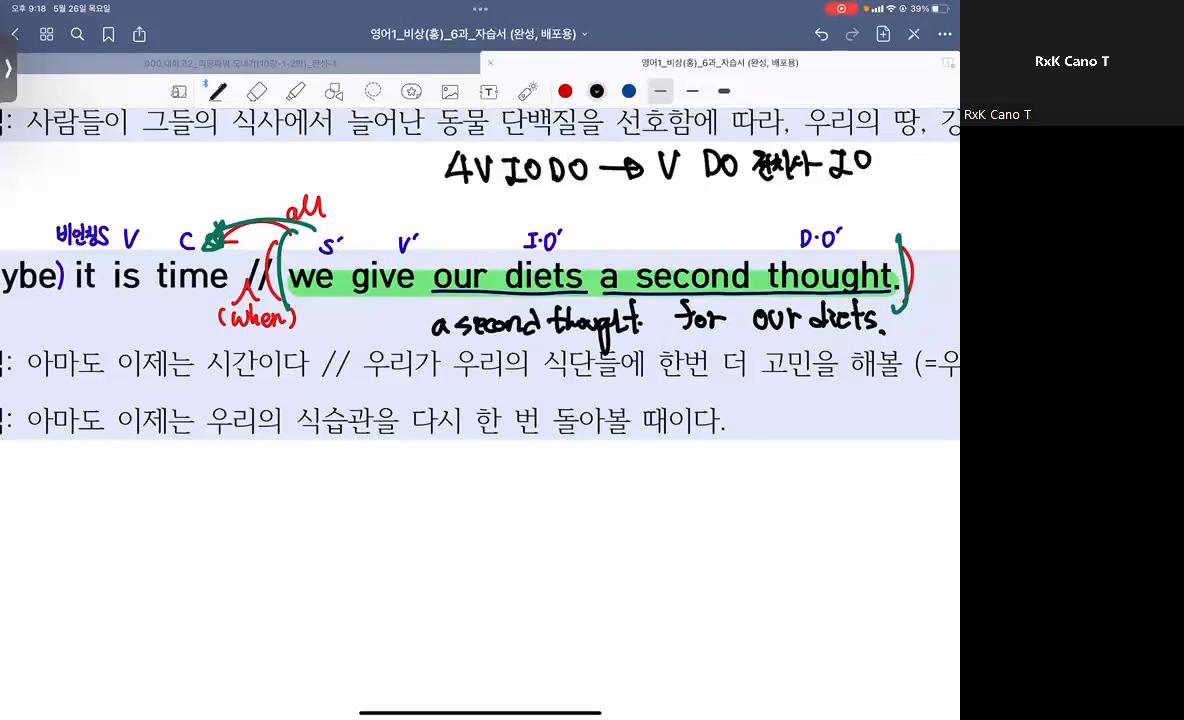 오후 9:18 5월 26일 목요일
39%
영어1_비상(홍)_6과_자습서 (완성, 배포용)
영어1_비상(홍)_6과_자습서 (완성, 배포용)
RxK Cano T
RxK Cano T
: 사람들이 그들의 식사에서 늘어난 동물 단백질을 선호함에 따라, 우리의 땅, 강
4V IO DO → V DO 전치사 IO
비인칭S V C S' V' I·O' D·O'
ybe) it is time // (we give our diets a second thought.)
(when)
a second thought for our diets.
: 아마도 이제는 시간이다 // 우리가 우리의 식단들에 한번 더 고민을 해볼 (=우
: 아마도 이제는 우리의 식습관을 다시 한 번 돌아볼 때이다.